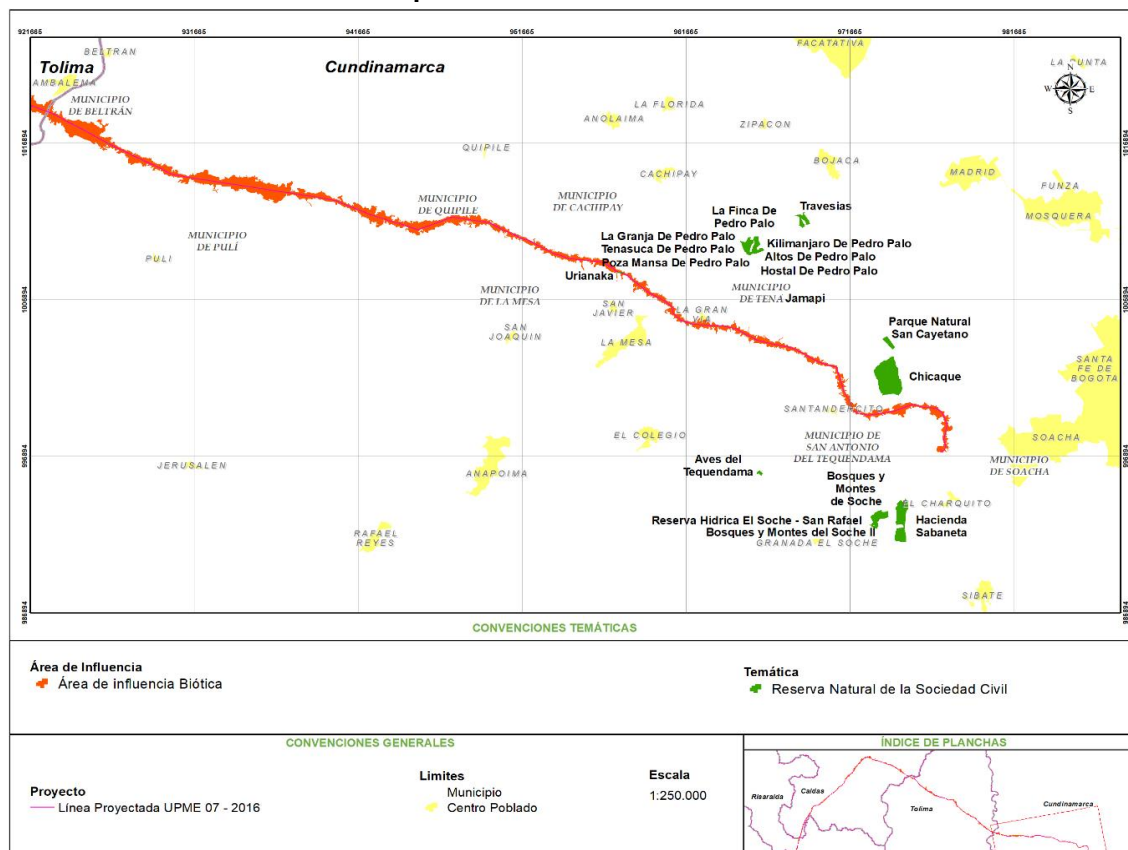 921665
931665
941665
951665
961665
971665
981665
BELTRAN
FACATATIVA
LA PUNTA
Tolima
Cundinamarca
N
W
E
S
AMBALEMA
MUNICIPIO
DE BELTRÁN
LA FLORIDA
ANOLAIMA
ZIPACON
1016894
1016894
QUIPILE
CACHIPAY
BOJACA
MADRID
FUNZA
MOSQUERA
MUNICIPIO
DE QUIPILE
MUNICIPIO
DE CACHIPAY
La Finca De
Pedro Palo
Travesias
MUNICIPIO
DE PULÍ
La Granja De Pedro Palo
Tenasuca De Pedro Palo
Poza Mansa De Pedro Palo
Kilimanjaro De Pedro Palo
Altos De Pedro Palo
Hostal De Pedro Palo
PULI
Urianaka
MUNICIPIO
DE LA MESA
MUNICIPIO
DE TENA
Jamapi
1006894
1006894
SAN
JAVIER
LA GRAN
VIA
SAN
JOAQUIN
LA MESA
Parque Natural
San Cayetano
SANTA
FE DE
BOGOTA
Chicaque
SANTANDERCITO
EL COLEGIO
MUNICIPIO DE
SAN ANTONIO
DEL TEQUENDAMA
SOACHA
MUNICIPIO
DE SOACHA
996894
996894
JERUSALEN
ANAPOIMA
Aves del
Tequendama
Bosques y
Montes
de Soche
EL CHARQUITO
RAFAEL
REYES
Reserva Hidrica El Soche - San Rafael
Bosques y Montes del Soche II
GRANADA EL SOCHE
Hacienda
Sabaneta
SIBATE
986894
986894
CONVENCIONES TEMÁTICAS
Área de Influencia
Área de influencia Biótica
Temática
Reserva Natural de la Sociedad Civil
CONVENCIONES GENERALES
Proyecto
Línea Proyectada UPME 07 - 2016
Limites
Municipio
Centro Poblado
Escala
1:250.000
ÍNDICE DE PLANCHAS
Risaralda
Caldas
Tolima
Cundinamarca